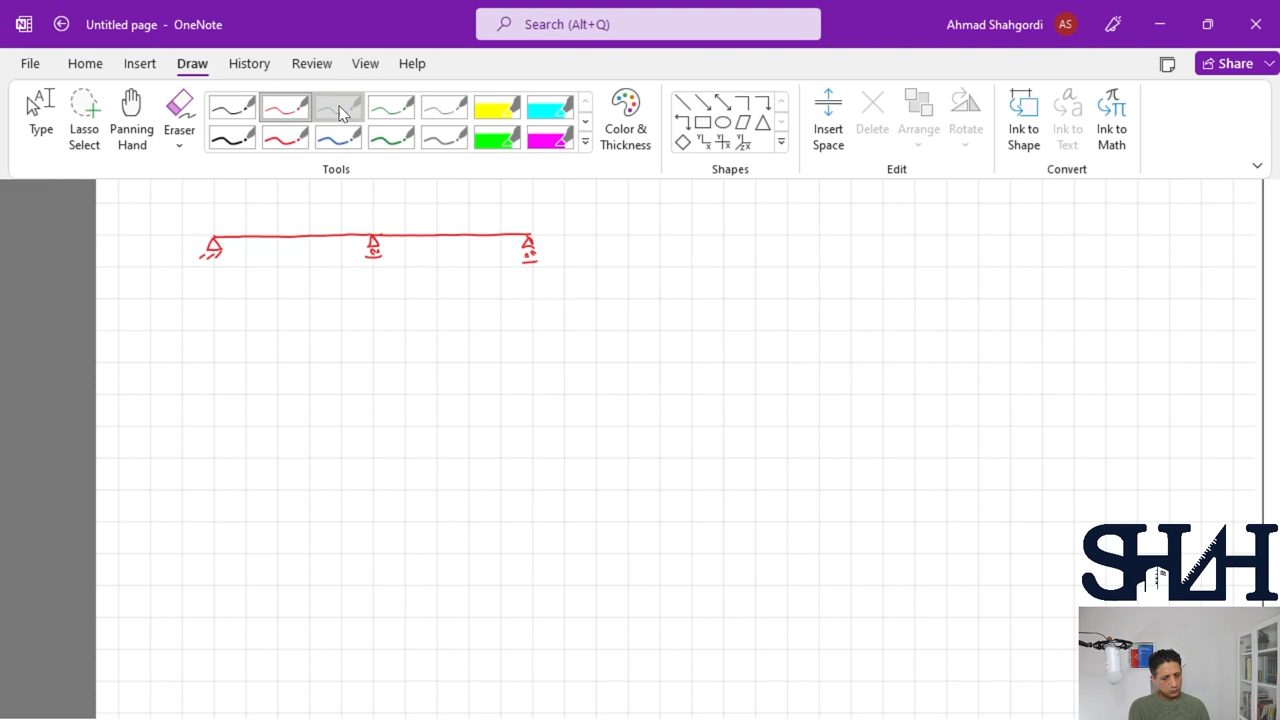 Untitled page - OneNote
Search (Alt+Q)
Ahmad Shahgordi
AS
File
Home
Insert
Draw
History
Review
View
Help
Share
Type
Lasso
Select
Panning
Hand
Eraser
Color &
Thickness
Insert
Space
Delete
Arrange
Rotate
Ink to
Shape
Ink to
Text
Ink to
Math
Tools
Shapes
Edit
Convert
SHAH